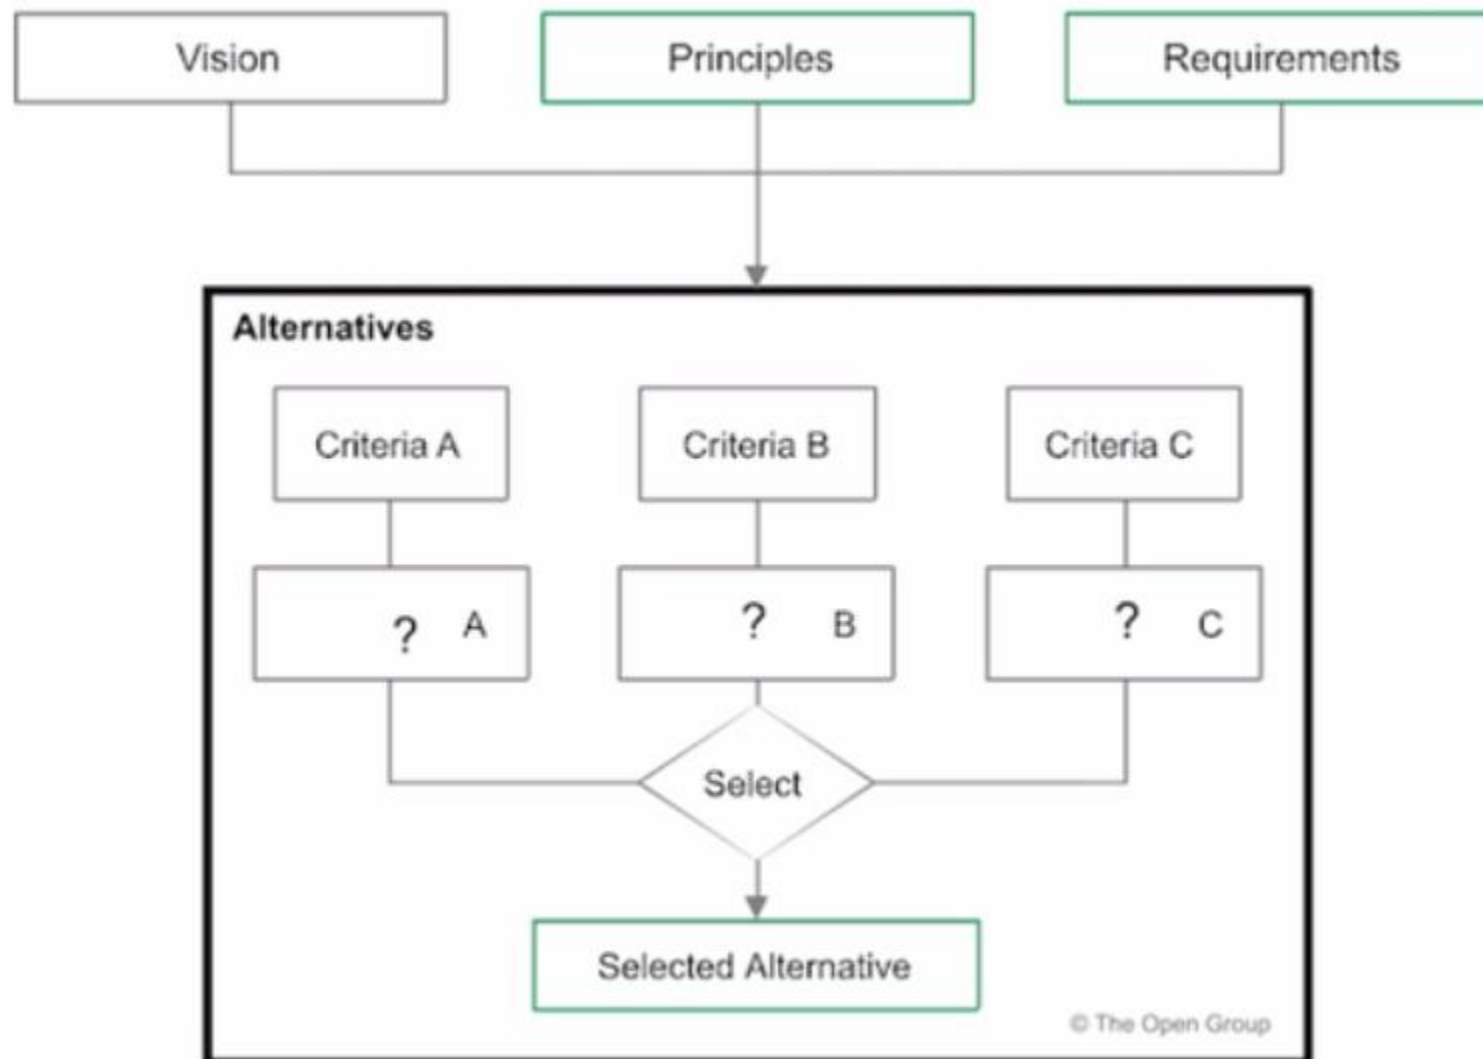 Vision
Principles
Requirements
Alternatives
Criteria A
Criteria B
Criteria C
? A
? B
? C
Select
Selected Alternative
© The Open Group